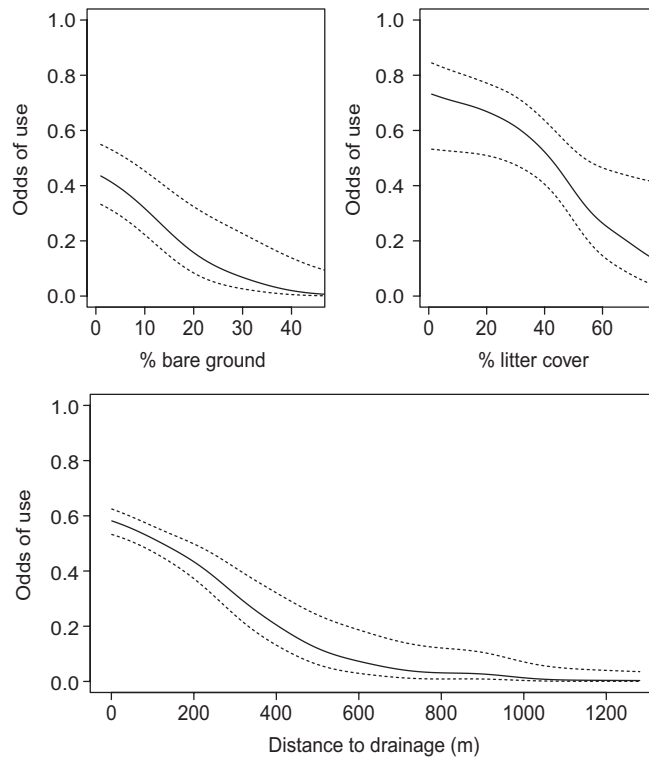 1.0
0.8
0.6
0.4
0.2
0.0
Odds of use
0 10 20 30 40
% bare ground
1.0
0.8
0.6
0.4
0.2
0.0
Odds of use
0 20 40 60
% litter cover
1.0
0.8
0.6
0.4
0.2
0.0
Odds of use
0 200 400 600 800 1000 1200
Distance to drainage (m)